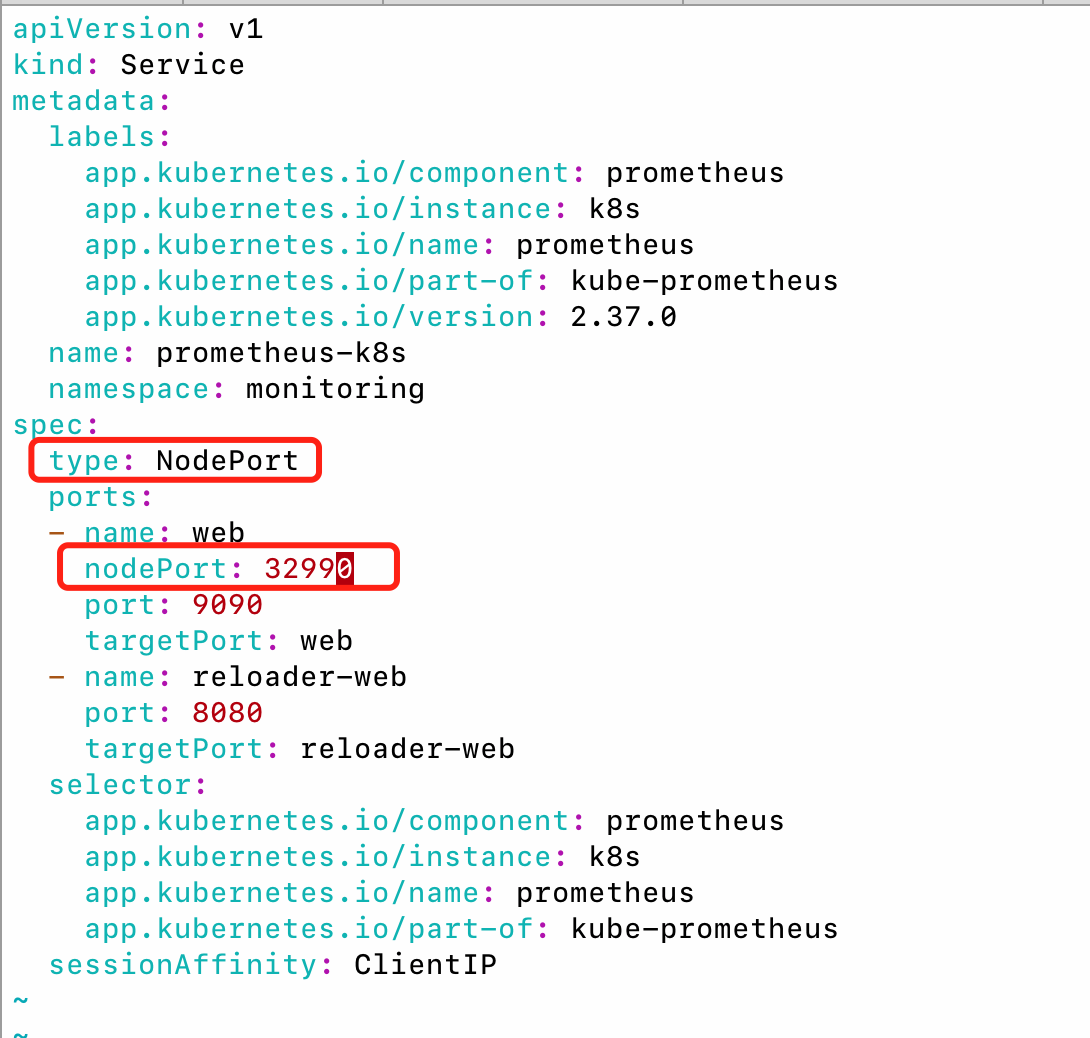 apiVersion: v1
kind: Service
metadata:
  labels:
    app.kubernetes.io/component: prometheus
    app.kubernetes.io/instance: k8s
    app.kubernetes.io/name: prometheus
    app.kubernetes.io/part-of: kube-prometheus
    app.kubernetes.io/version: 2.37.0
  name: prometheus-k8s
  namespace: monitoring
spec:
  type: NodePort
  ports:
  - name: web
    nodePort: 32990
    port: 9090
    targetPort: web
  - name: reloader-web
    port: 8080
    targetPort: reloader-web
  selector:
    app.kubernetes.io/component: prometheus
    app.kubernetes.io/instance: k8s
    app.kubernetes.io/name: prometheus
    app.kubernetes.io/part-of: kube-prometheus
  sessionAffinity: ClientIP
~
~